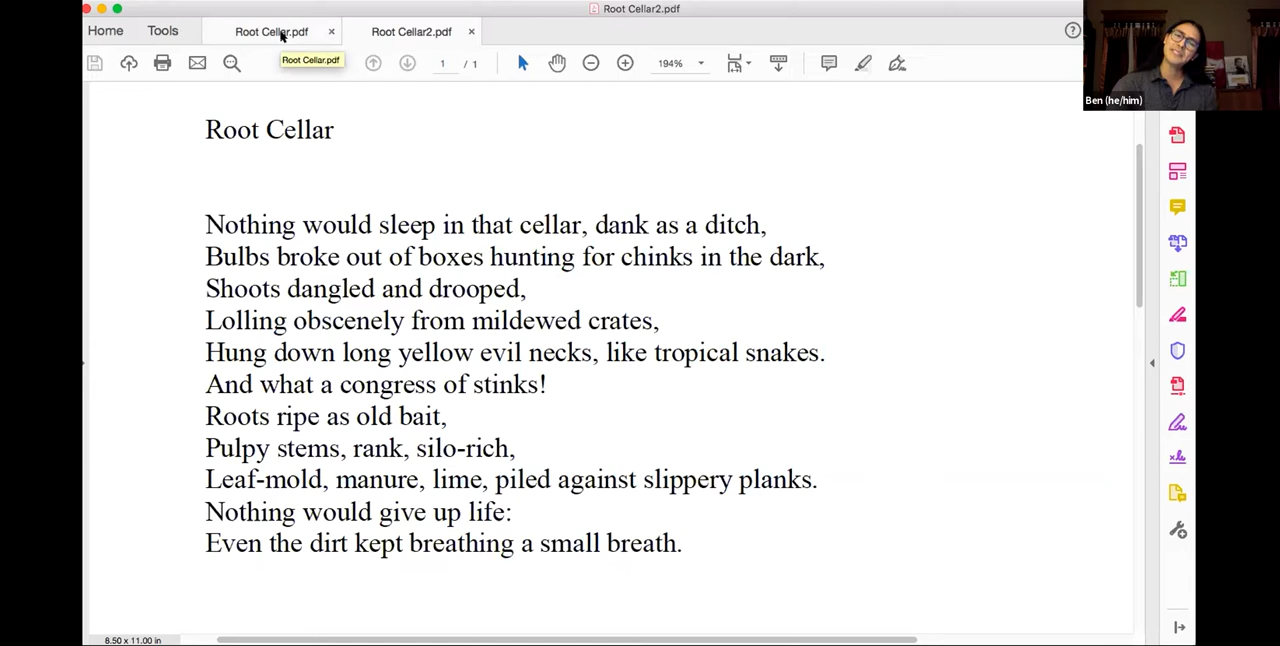 Root Cellar2.pdf
Home Tools Root Cellar.pdf × Root Cellar2.pdf ×
Root Cellar.pdf 1 / 1 194%
Ben (he/him)
Root Cellar
Nothing would sleep in that cellar, dank as a ditch,
Bulbs broke out of boxes hunting for chinks in the dark,
Shoots dangled and drooped,
Lolling obscenely from mildewed crates,
Hung down long yellow evil necks, like tropical snakes.
And what a congress of stinks!
Roots ripe as old bait,
Pulpy stems, rank, silo-rich,
Leaf-mold, manure, lime, piled against slippery planks.
Nothing would give up life:
Even the dirt kept breathing a small breath.
8.50 x 11.00 in